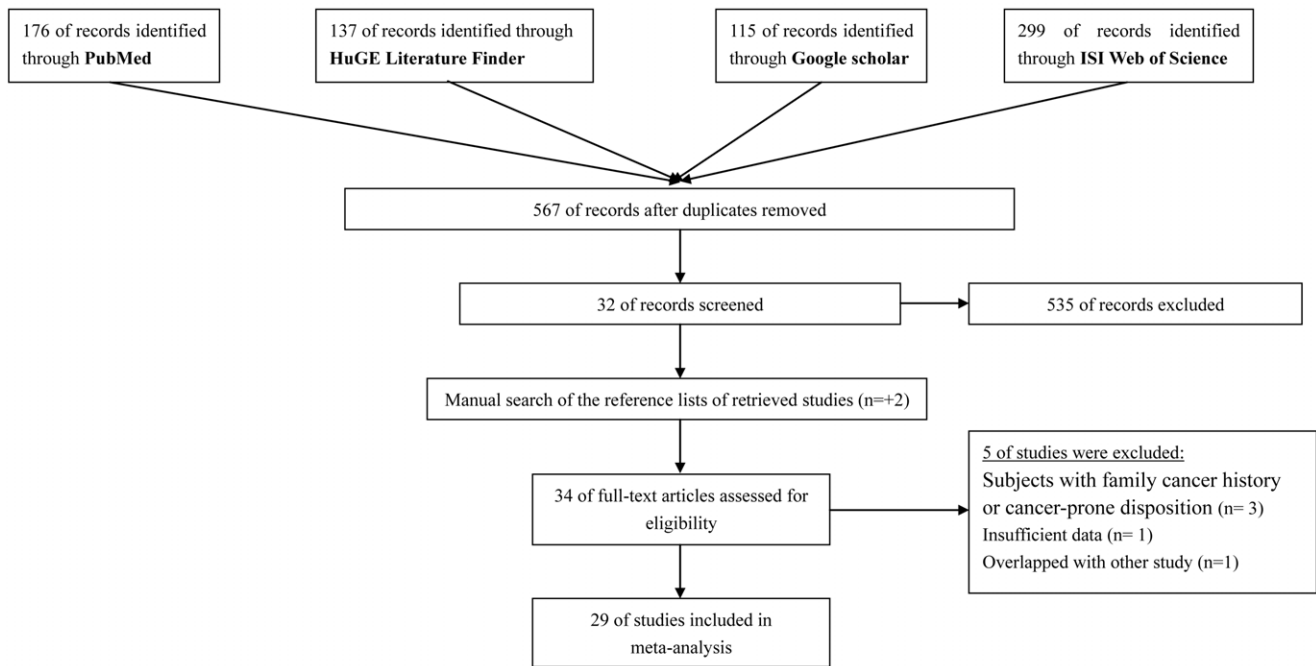 176 of records identified
through PubMed
137 of records identified through
HuGE Literature Finder
115 of records identified
through Google scholar
299 of records identified
through ISI Web of Science
567 of records after duplicates removed
32 of records screened
535 of records excluded
Manual search of the reference lists of retrieved studies (n=+2)
34 of full-text articles assessed for
eligibility
5 of studies were excluded:
Subjects with family cancer history
or cancer-prone disposition (n= 3)
Insufficient data (n= 1)
Overlapped with other study (n=1)
29 of studies included in
meta-analysis